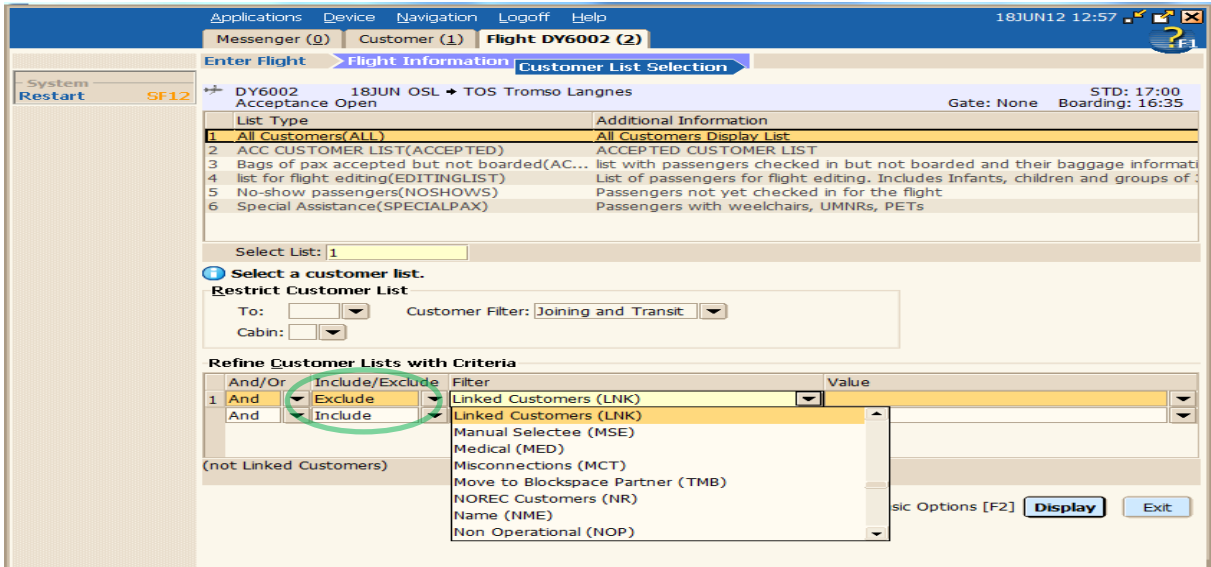 Applications Device Navigation Logoff Help 18JUN12 12:57
Messenger (0) Customer (1) Flight DY6002 (2)
F1
Enter Flight Flight Information Customer List Selection
System
Restart SF12
DY6002 18JUN OSL → TOS Tromso Langnes STD: 17:00
Acceptance Open Gate: None Boarding: 16:35
List Type Additional Information
1 All Customers(ALL) All Customers Display List
2 ACC CUSTOMER LIST(ACCEPTED) ACCEPTED CUSTOMER LIST
3 Bags of pax accepted but not boarded(AC... list with passengers checked in but not boarded and their baggage informati
4 list for flight editing(EDITINGLIST) List of passengers for flight editing. Includes Infants, children and groups of
5 No-show passengers(NOSHOWS) Passengers not yet checked in for the flight
6 Special Assistance(SPECIALPAX) Passengers with weelchairs, UMNRs, PETs
Select List: 1
Select a customer list.
Restrict Customer List
To: Customer Filter: Joining and Transit
Cabin:
Refine Customer Lists with Criteria
And/Or Include/Exclude Filter Value
1 And Exclude Linked Customers (LNK)
And Include Linked Customers (LNK)
Manual Selectee (MSE)
Medical (MED)
(not Linked Customers) Misconnections (MCT)
Move to Blockspace Partner (TMB)
NOREC Customers (NR)
sic Options [F2] Display Exit
Name (NME)
Non Operational (NOP)